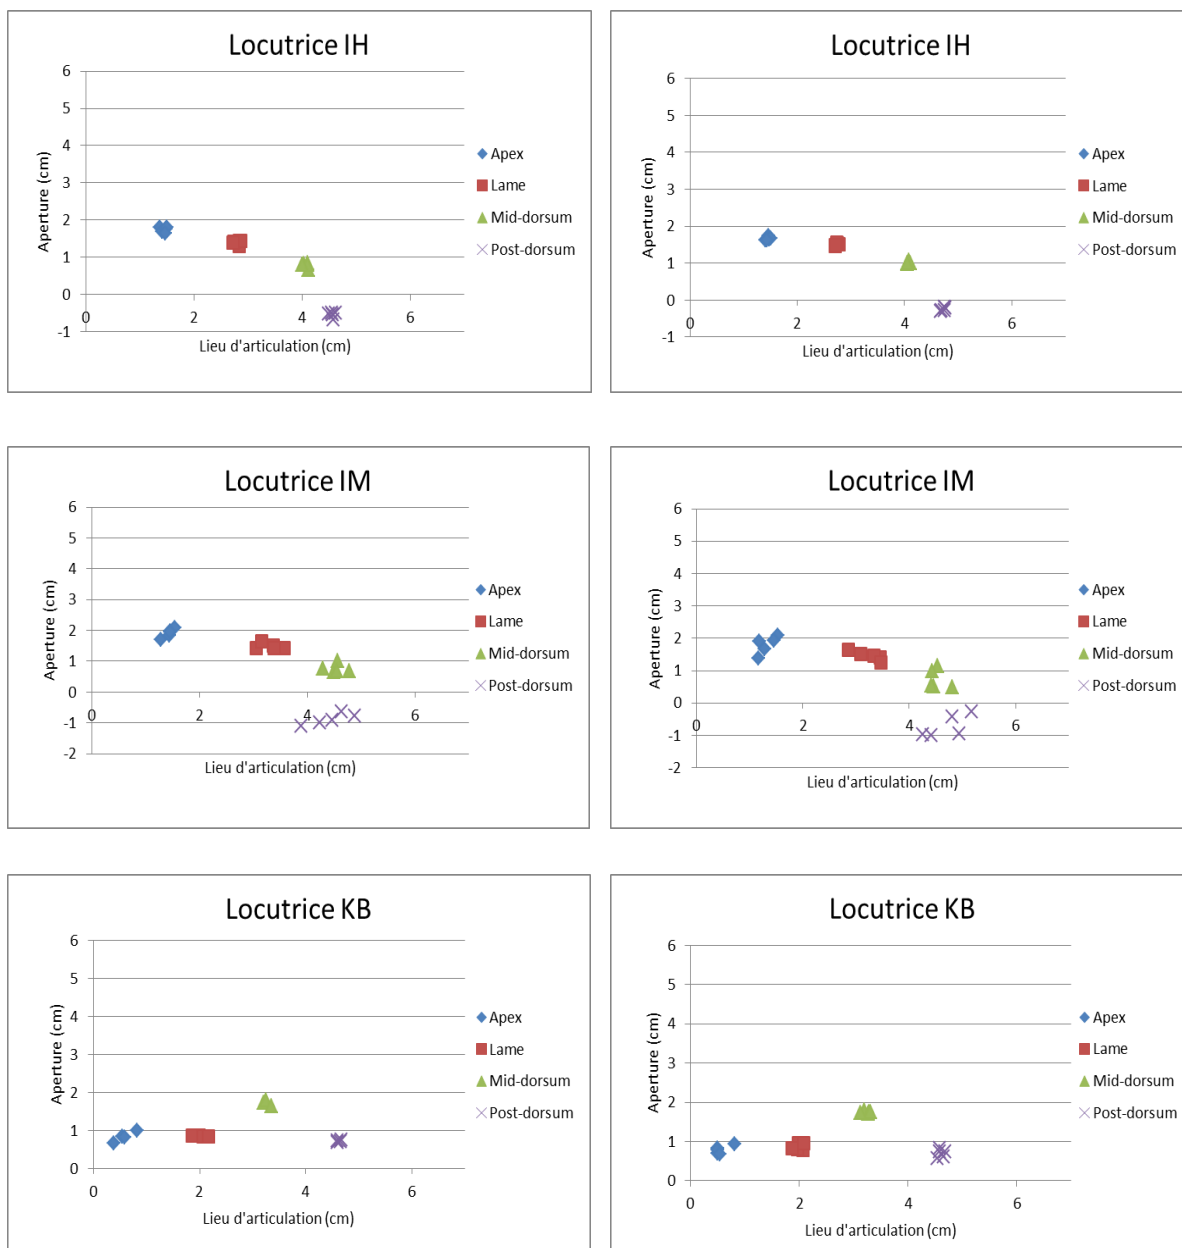 Locutrice IH
6
5
4
3
2
1
0
-1
0 2 4 6
Aperture (cm)
Lieu d'articulation (cm)
Apex
Lame
Mid-dorsum
Post-dorsum
Locutrice IH
6
5
4
3
2
1
0
-1
0 2 4 6
Aperture (cm)
Lieu d'articulation (cm)
Apex
Lame
Mid-dorsum
Post-dorsum
Locutrice IM
6
5
4
3
2
1
0
-1
-2
0 2 4 6
Aperture (cm)
Lieu d'articulation (cm)
Apex
Lame
Mid-dorsum
Post-dorsum
Locutrice IM
6
5
4
3
2
1
0
-1
-2
0 2 4 6
Aperture (cm)
Lieu d'articulation (cm)
Apex
Lame
Mid-dorsum
Post-dorsum
Locutrice KB
6
5
4
3
2
1
0
0 2 4 6
Aperture (cm)
Lieu d'articulation (cm)
Apex
Lame
Mid-dorsum
Post-dorsum
Locutrice KB
6
5
4
3
2
1
0
0 2 4 6
Aperture (cm)
Lieu d'articulation (cm)
Apex
Lame
Mid-dorsum
Post-dorsum